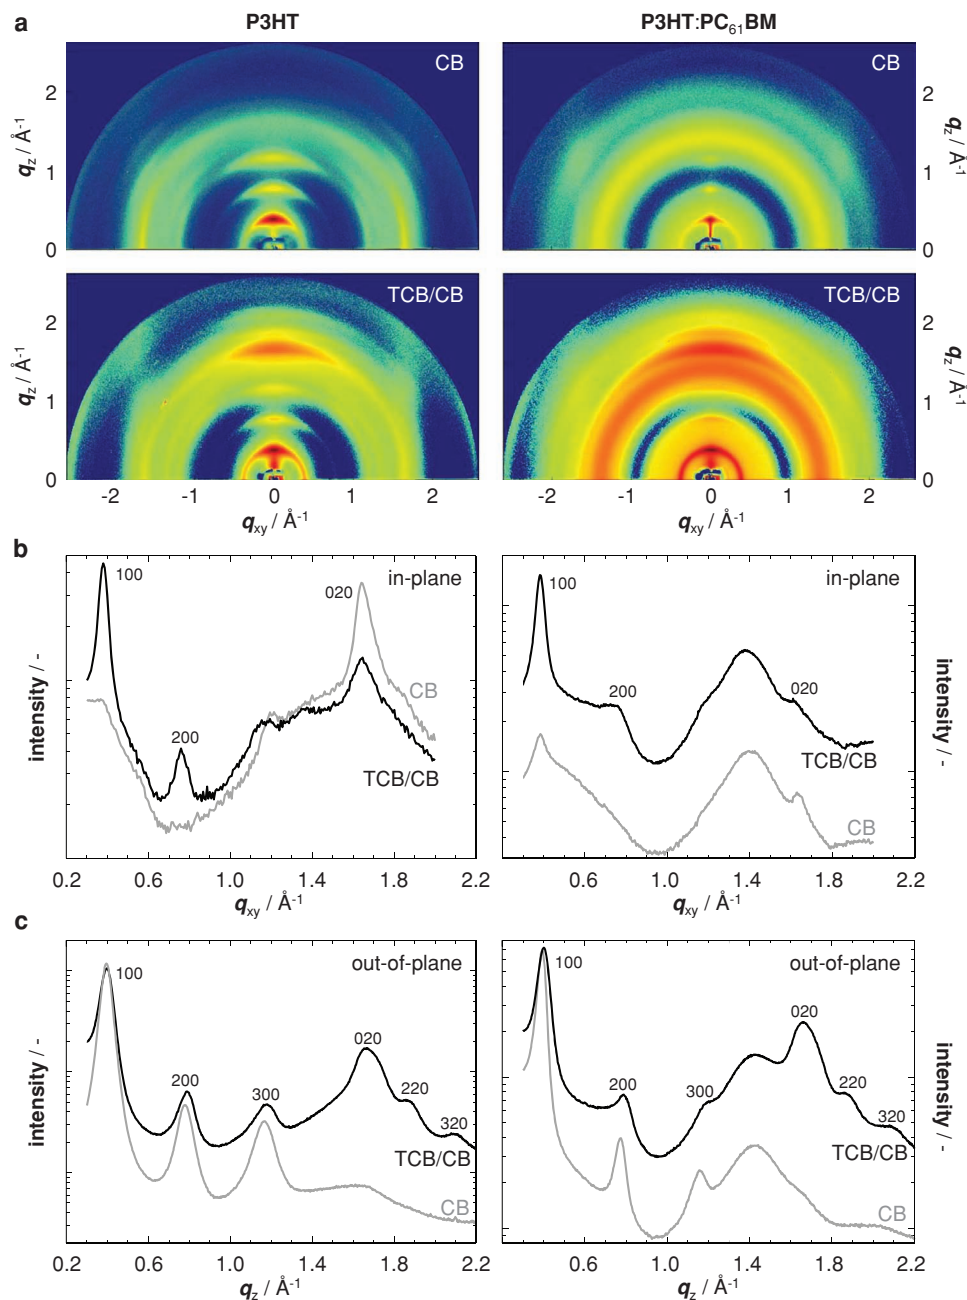 a P3HT P3HT:PC61BM
CB CB
2 2
qz / Å-1 qz / Å-1
1 1
0 0
TCB/CB TCB/CB
2 2
qz / Å-1 qz / Å-1
1 1
0 0
-2 -1 0 1 2 -2 -1 0 1 2
qxy / Å-1 qxy / Å-1
b
100 in-plane 100 in-plane
020
intensity / - intensity / -
CB
200 200 020
TCB/CB TCB/CB
CB
0.2 0.6 1.0 1.4 1.8 2.2 0.2 0.6 1.0 1.4 1.8 2.2
qxy / Å-1 qxy / Å-1
c
100 out-of-plane 100 out-of-plane
020 020
intensity / - intensity / -
200 300 220 320 200 300 220 320
TCB/CB TCB/CB
CB CB
0.2 0.6 1.0 1.4 1.8 2.2 0.2 0.6 1.0 1.4 1.8 2.2
qz / Å-1 qz / Å-1